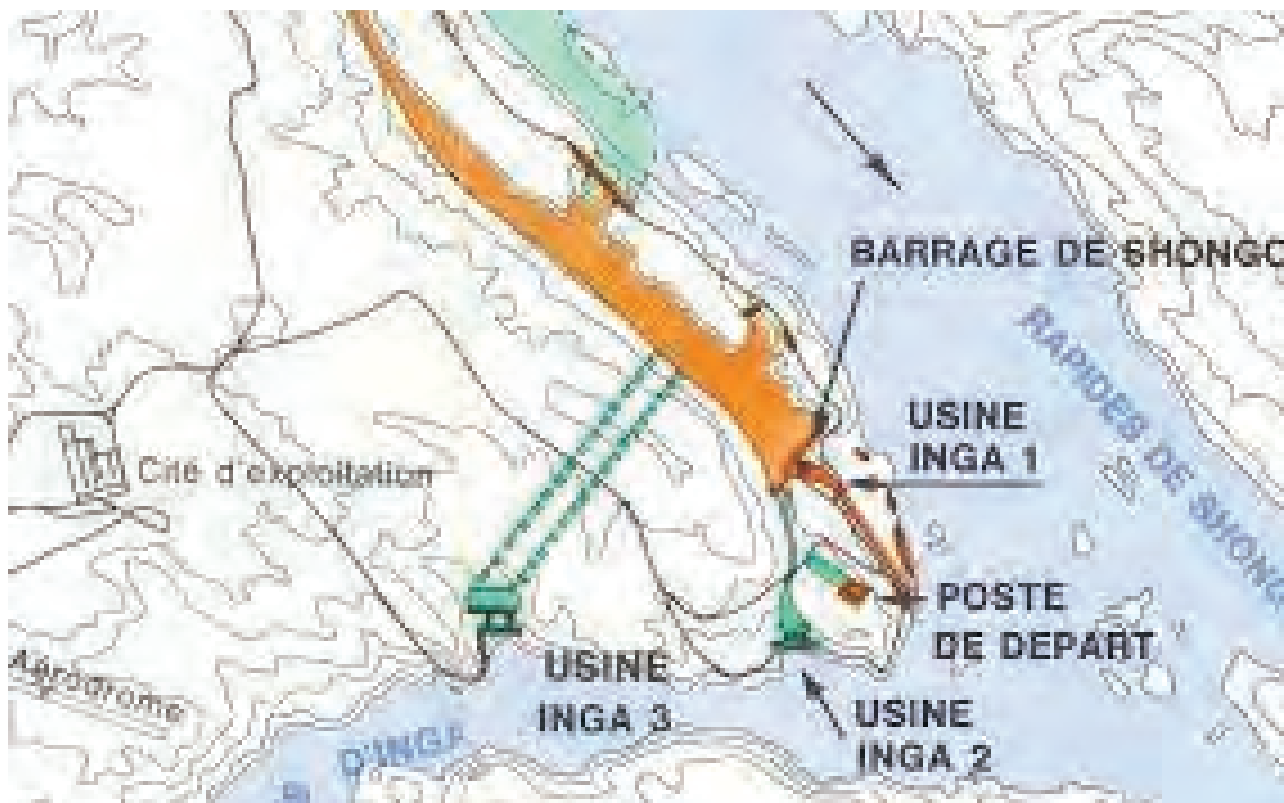 BARRAGE DE SHONGO
RAPIDES DE SHONGO
USINE
INGA 1
Cité d'exploitation
POSTE
DE DEPART
Aérodrome
USINE
INGA 3
USINE
INGA 2
D'INGA